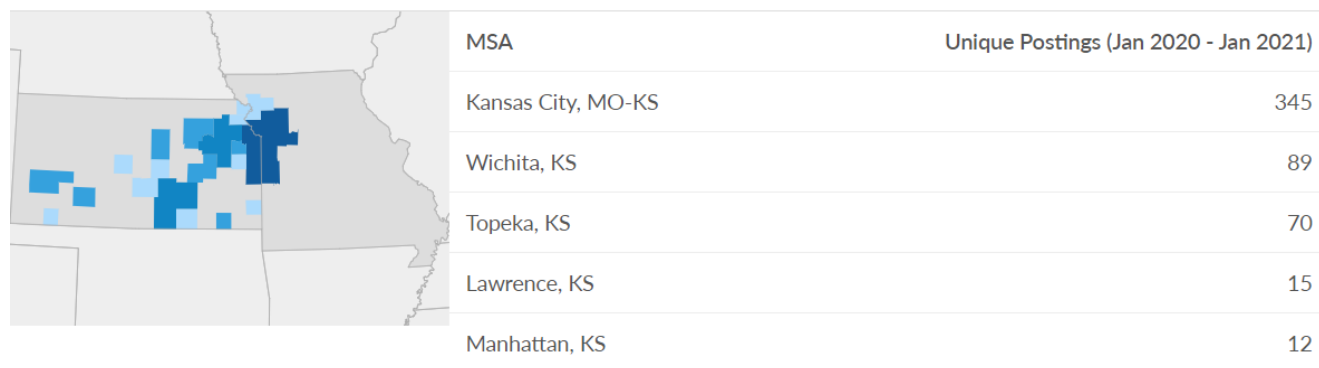 MSA Unique Postings (Jan 2020 - Jan 2021)
Kansas City, MO-KS 345
Wichita, KS 89
Topeka, KS 70
Lawrence, KS 15
Manhattan, KS 12